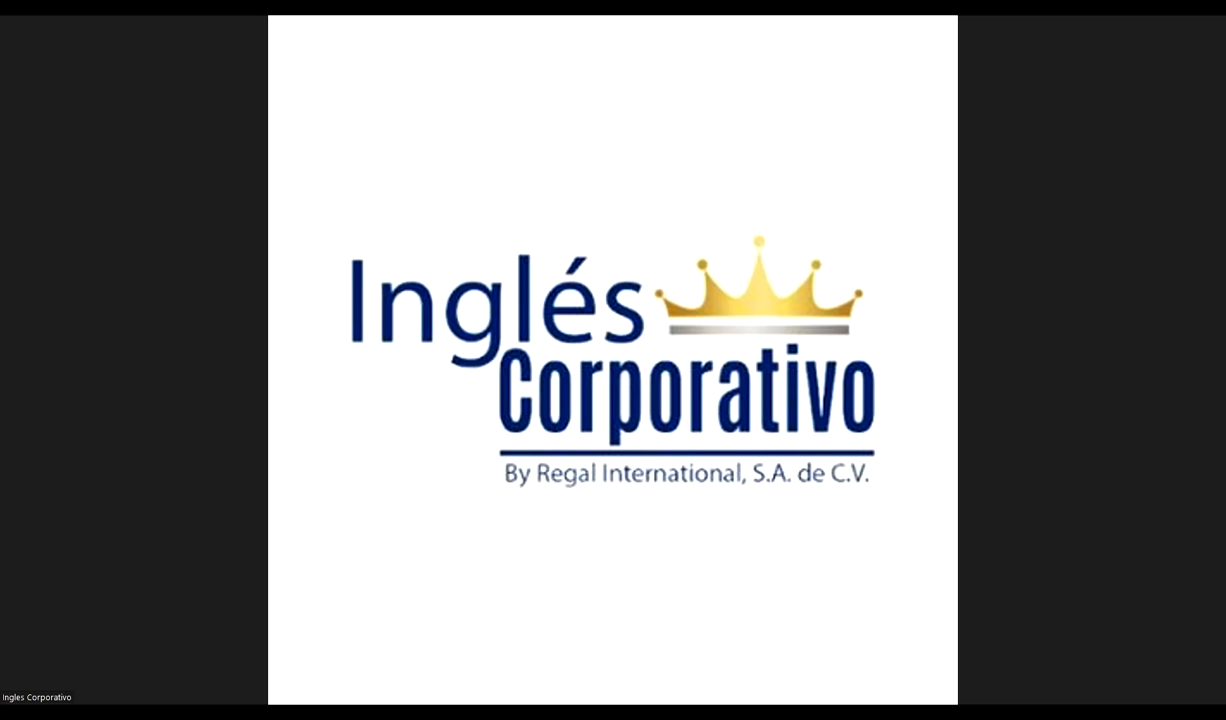 Inglés
Corporativo
By Regal International, S.A. de C.V.
Ingles Corporativo